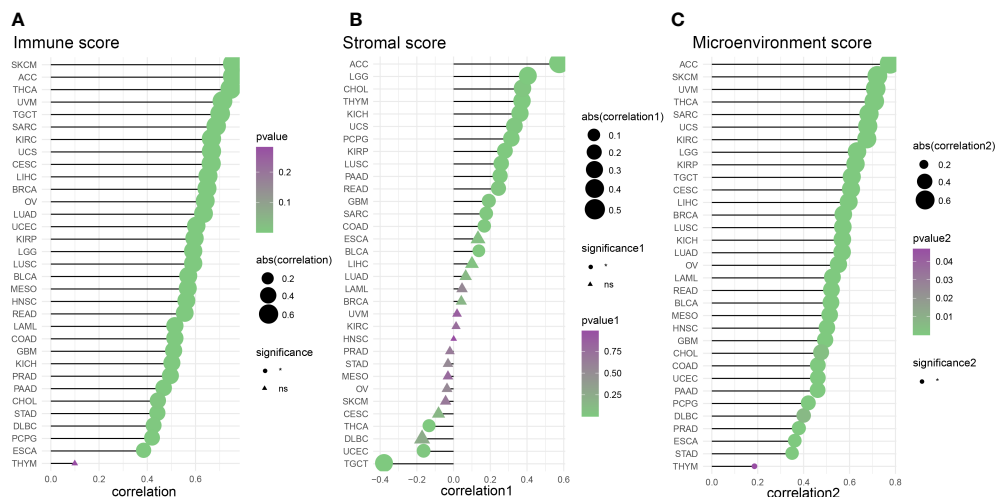 A
Immune score
SKCM
ACC
THCA
UVM
TGCT
SARC
KIRC
UCS
CESC
LIHC
BRCA
OV
LUAD
UCEC
KIRP
LGG
LUSC
BLCA
MESO
HNSC
READ
LAML
COAD
GBM
KICH
PRAD
PAAD
CHOL
STAD
DLBC
PCPG
ESCA
THYM
0.0 0.2 0.4 0.6
correlation
pvalue
0.2
0.1
abs(correlation)
0.2
0.4
0.6
significance
*
ns
B
Stromal score
ACC
LGG
CHOL
THYM
KICH
UCS
PCPG
KIRP
LUSC
PAAD
READ
GBM
SARC
COAD
ESCA
BLCA
LIHC
LUAD
LAML
BRCA
UVM
KIRC
HNSC
PRAD
STAD
MESO
OV
SKCM
CESC
THCA
DLBC
UCEC
TGCT
−0.4 −0.2 0.0 0.2 0.4 0.6
correlation1
abs(correlation1)
0.1
0.2
0.3
0.4
0.5
significance1
*
ns
pvalue1
0.75
0.50
0.25
C
Microenvironment score
ACC
SKCM
UVM
THCA
SARC
UCS
KIRC
LGG
KIRP
TGCT
CESC
LIHC
BRCA
LUSC
KICH
LUAD
OV
LAML
READ
BLCA
MESO
HNSC
GBM
CHOL
COAD
UCEC
PAAD
PCPG
DLBC
PRAD
ESCA
STAD
THYM
0.0 0.2 0.4 0.6 0.8
correlation2
abs(correlation2)
0.2
0.4
0.6
pvalue2
0.04
0.03
0.02
0.01
significance2
*